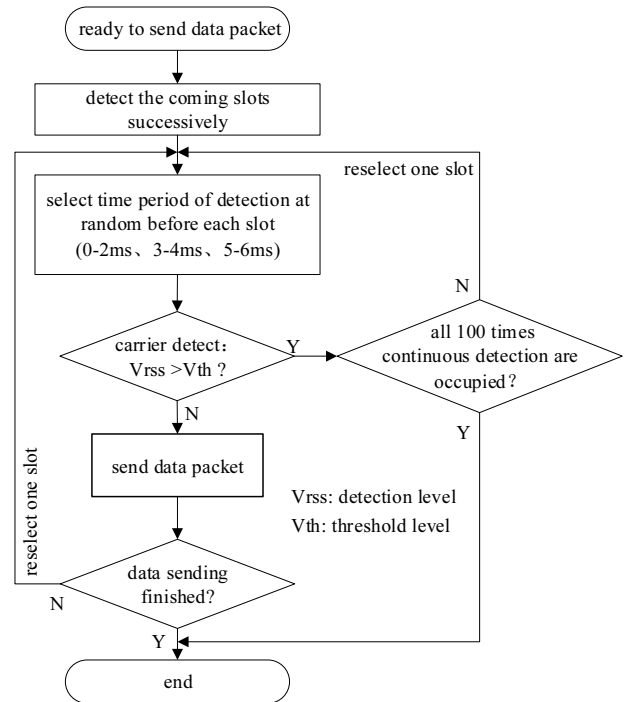 ready to send data packet
detect the coming slots
successively
reselect one slot
select time period of detection at
random before each slot
(0-2ms、3-4ms、5-6ms)
N
carrier detect：
Vrss >Vth ?
Y
all 100 times
continuous detection are
occupied？
N
Y
send data packet
reselect one slot
Vrss: detection level
Vth: threshold level
data sending
finished?
N
Y
end